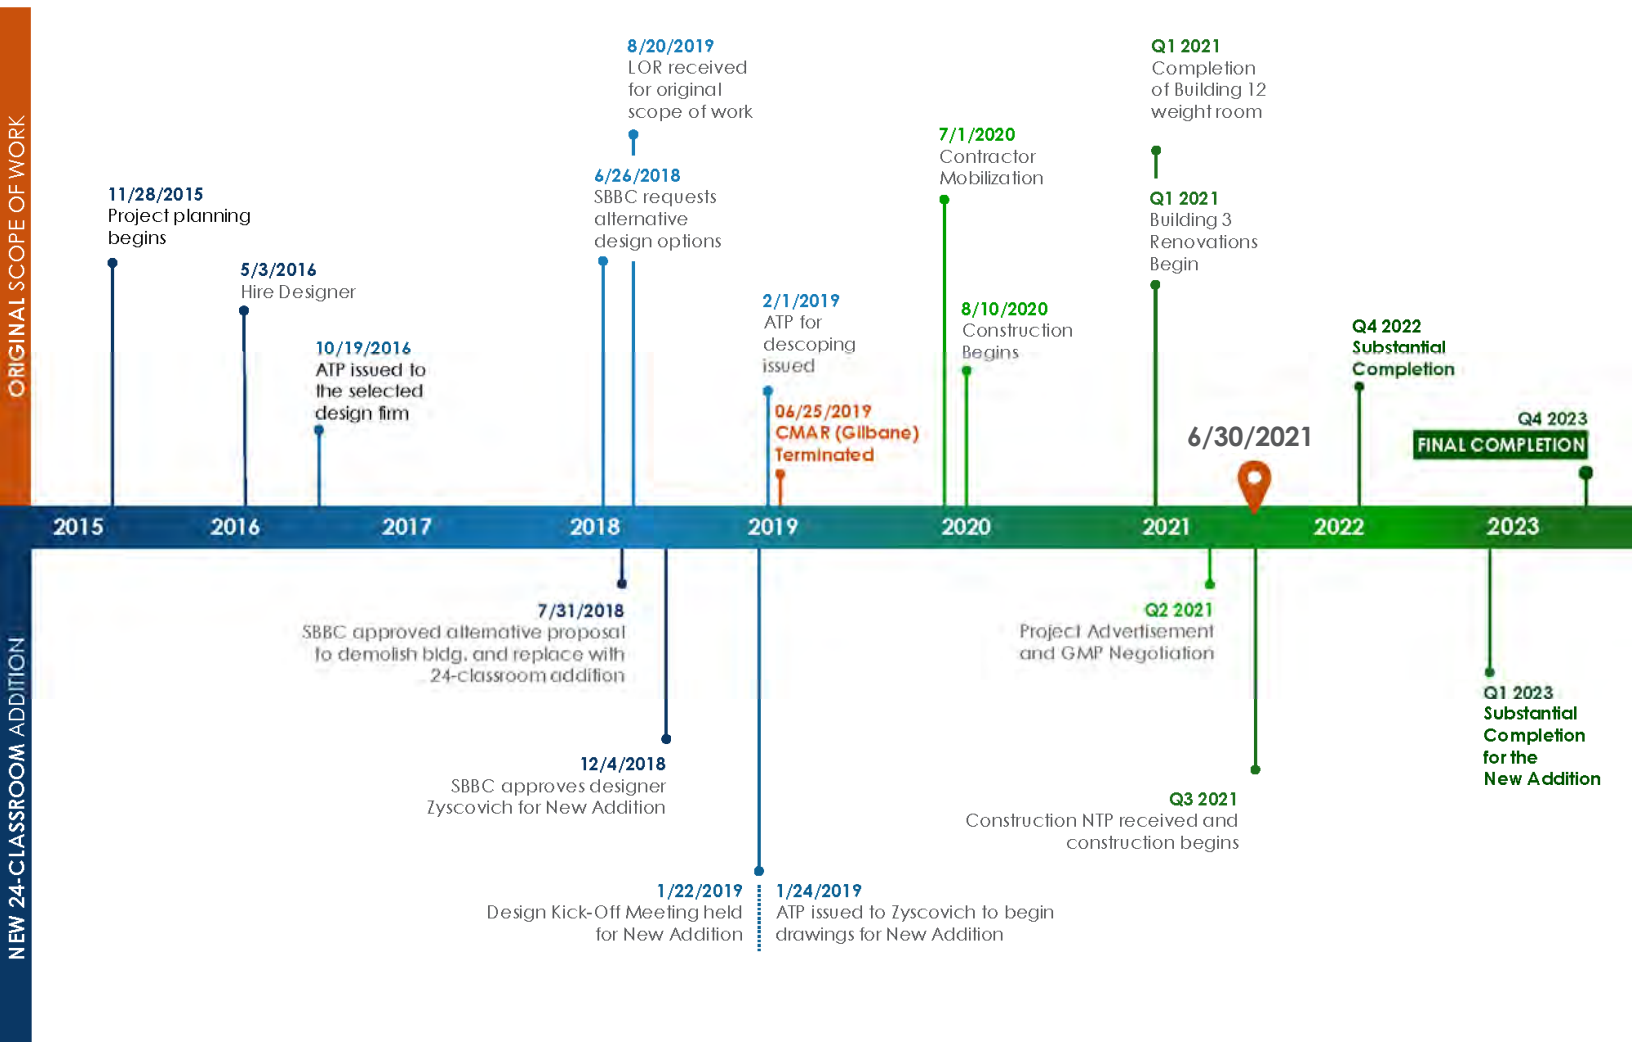 ORIGINAL SCOPE OF WORK
11/28/2015
Project planning
begins
5/3/2016
Hire Designer
10/19/2016
ATP issued to
the selected
design firm
8/20/2019
LOR received
for original
scope of work
6/26/2018
SBBC requests
alternative
design options
2/1/2019
ATP for
descoping
issued
06/25/2019
CMAR (Gilbane)
Terminated
7/1/2020
Contractor
Mobilization
8/10/2020
Construction
Begins
Q1 2021
Completion
of Building 12
weight room
Q1 2021
Building 3
Renovations
Begin
6/30/2021
Q4 2022
Substantial
Completion
Q4 2023
FINAL COMPLETION
2015 2016 2017 2018 2019 2020 2021 2022 2023
NEW 24-CLASSROOM ADDITION
7/31/2018
SBBC approved alternative proposal
to demolish bldg. and replace with
24-classroom addition
12/4/2018
SBBC approves designer
Zyscovich for New Addition
1/22/2019
Design Kick-Off Meeting held
for New Addition
1/24/2019
ATP issued to Zyscovich to begin
drawings for New Addition
Q2 2021
Project Advertisement
and GMP Negotiation
Q3 2021
Construction NTP received and
construction begins
Q1 2023
Substantial
Completion
for the
New Addition